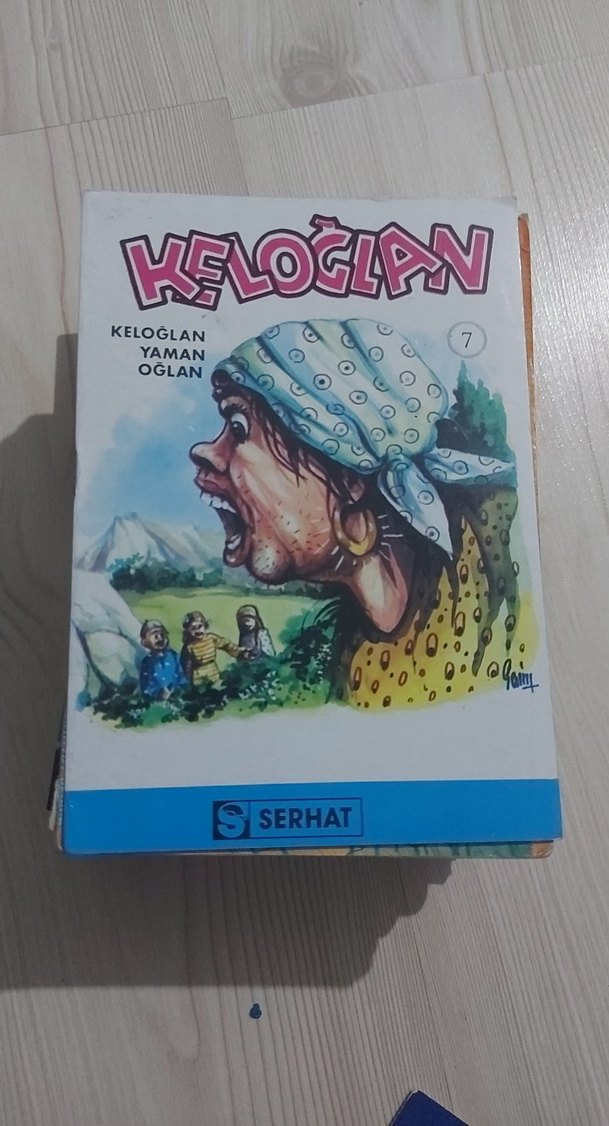 KELOĞLAN
KELOĞLAN
YAMAN
OĞLAN
7
S SERHAT